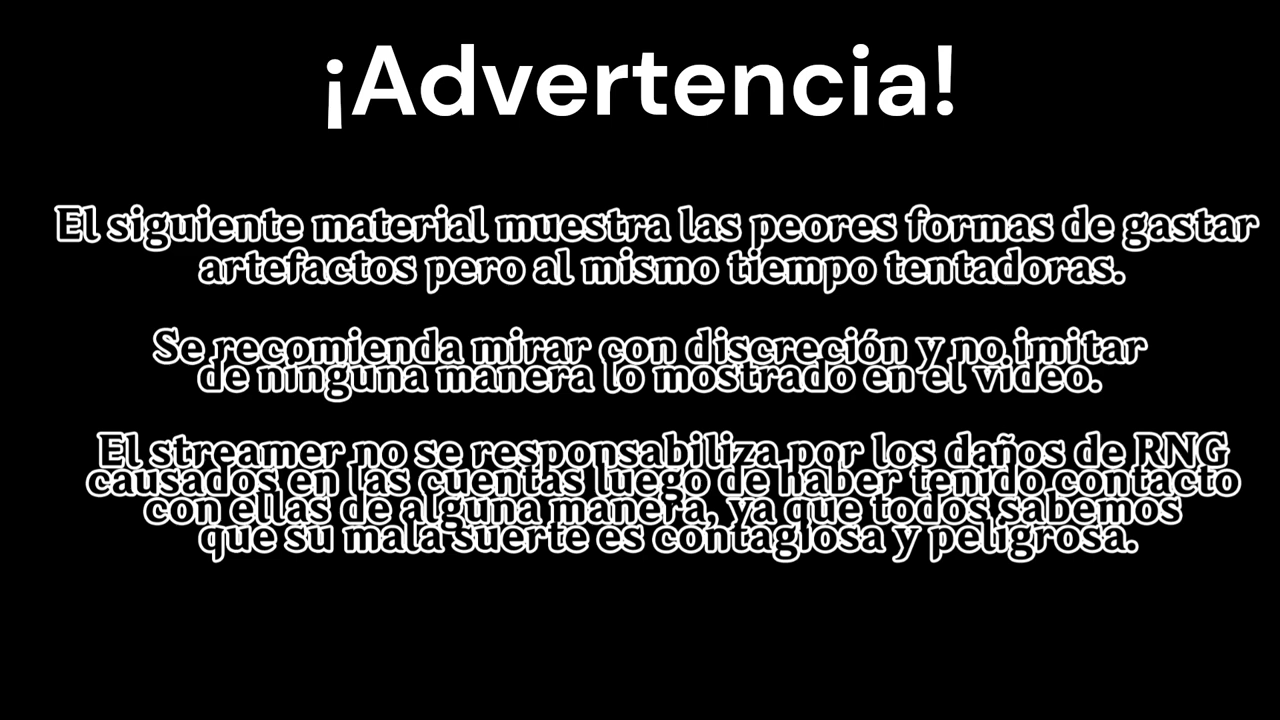 ¡Advertencia!
El siguiente material muestra las peores formas de gastar
artefactos pero al mismo tiempo tentadoras.
Se recomienda mirar con discreción y no imitar
de ninguna manera lo mostrado en el video.
El streamer no se responsabiliza por los daños de RNG
causados en las cuentas luego de haber tenido contacto
con ellas de alguna manera, ya que todos sabemos
que su mala suerte es contagiosa y peligrosa.